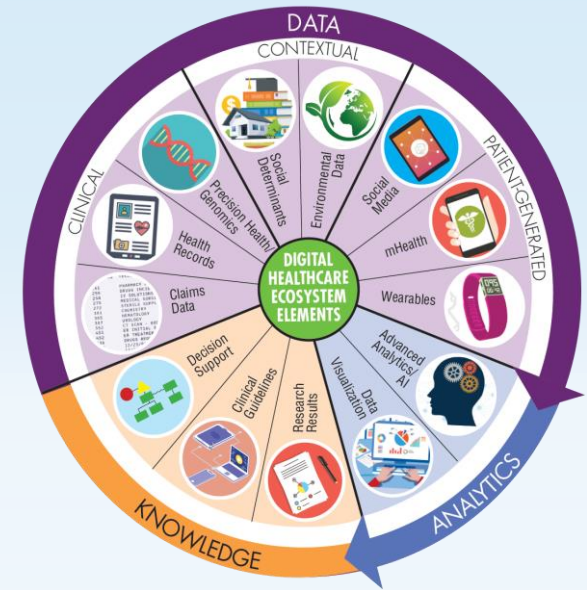 DATA
CONTEXTUAL
CLINICAL
PATIENT-GENERATED
Claims
Data
Health
Records
Precision Health/
Genomics
Social
Determinants
Environmental Data
Social
Media
mHealth
Wearables
DIGITAL
HEALTHCARE
ECOSYSTEM
ELEMENTS
Advanced
Analytics/
AI
Data
Visualization
Research
Results
Clinical
Guidelines
Decision
Support
KNOWLEDGE
ANALYTICS